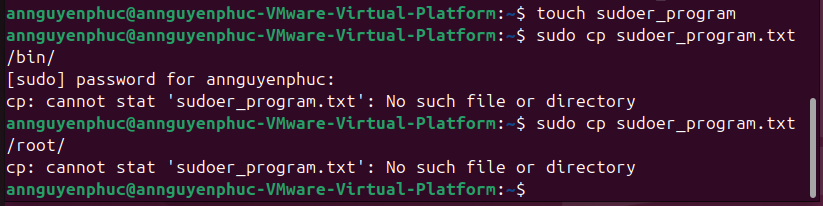 annguyenphuc@annguyenphuc-VMware-Virtual-Platform:~$ touch sudoer_program
annguyenphuc@annguyenphuc-VMware-Virtual-Platform:~$ sudo cp sudoer_program.txt
/bin/
[sudo] password for annguyenphuc:
cp: cannot stat 'sudoer_program.txt': No such file or directory
annguyenphuc@annguyenphuc-VMware-Virtual-Platform:~$ sudo cp sudoer_program.txt
/root/
cp: cannot stat 'sudoer_program.txt': No such file or directory
annguyenphuc@annguyenphuc-VMware-Virtual-Platform:~$